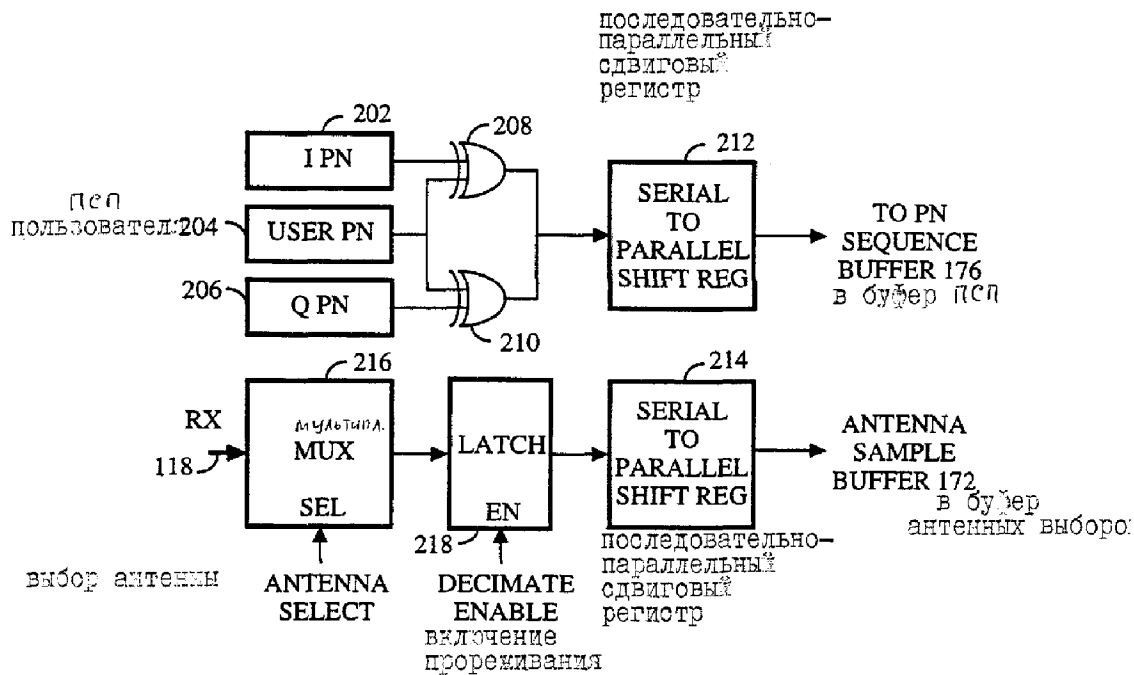 последовательно-
параллельный
сдвиговый
регистр
202
208
212
I PN
SERIAL
TO
PARALLEL
SHIFT REG
псп
пользователя
204
USER PN
TO PN
SEQUENCE
BUFFER 176
в буфер псп
206
Q PN
210
216
214
RX
118
мультипл.
MUX
SEL
LATCH
EN
218
SERIAL
TO
PARALLEL
SHIFT REG
ANTENNA
SAMPLE
BUFFER 172
в буфер
антенных выборо
выбор антенны
ANTENNA
SELECT
DECIMATE
ENABLE
включение
прореживания
последовательно-
параллельный
сдвиговый
регистр